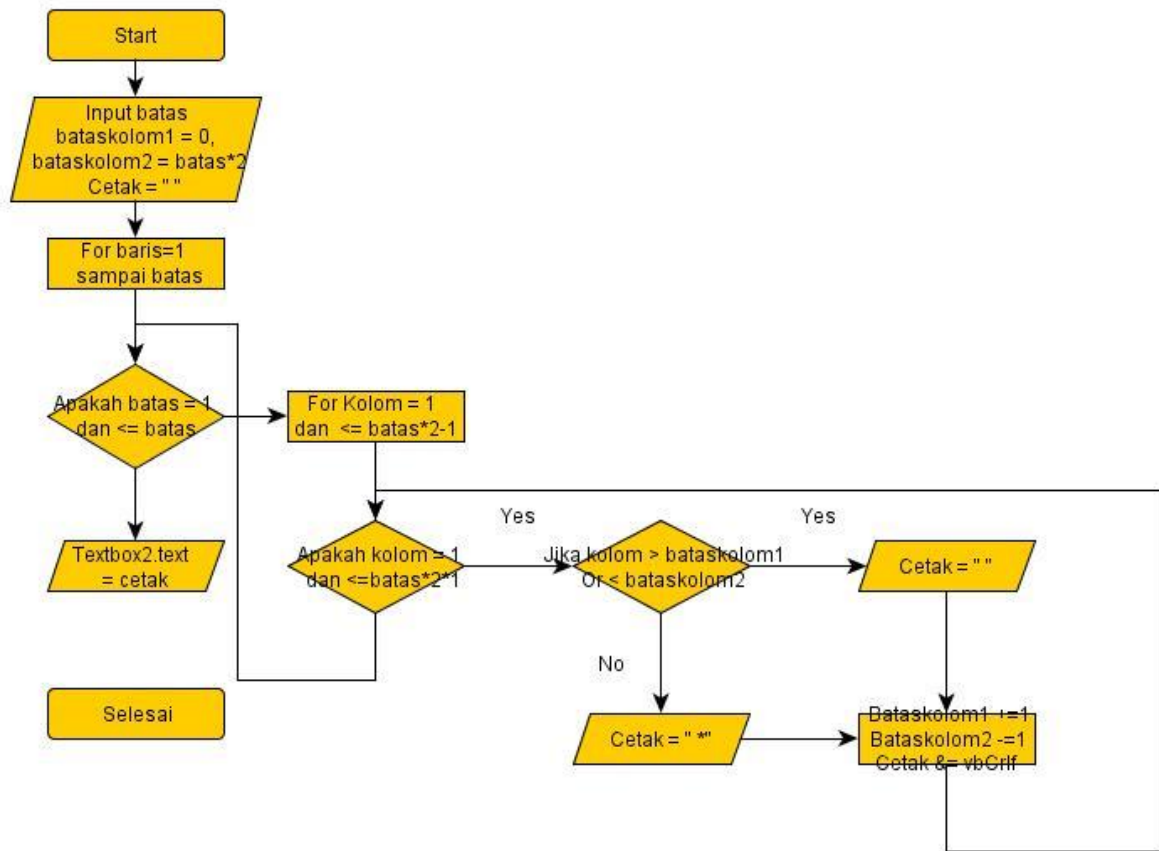 Start
Input batas
bataskolom1 = 0,
bataskolom2 = batas*2
Cetak = " "
For baris=1
sampai batas
Apakah batas = 1
dan <= batas
For Kolom = 1
dan <= batas*2-1
Textbox2.text
= cetak
Apakah kolom = 1
dan <=batas*2*1
Yes
Jika kolom > bataskolom1
Or < bataskolom2
Yes
Cetak = " "
No
Cetak = " *"
Bataskolom1 +=1
Bataskolom2 -=1
Cetak &= vbCrlf
Selesai